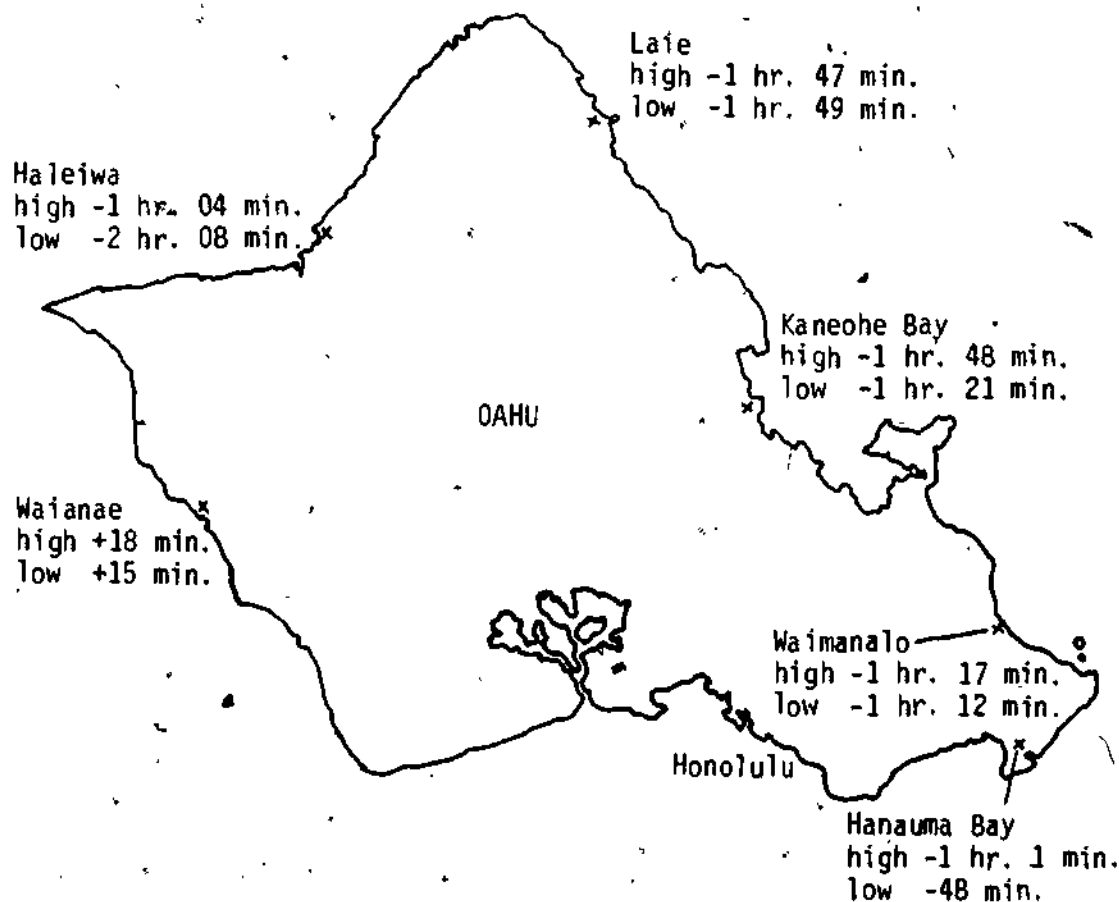 Laie
high -1 hr. 47 min.
low -1 hr. 49 min.
Haleiwa
high -1 hr. 04 min.
low -2 hr. 08 min.
Kaneohe Bay
high -1 hr. 48 min.
low -1 hr. 21 min.
OAHU
Waianae
high +18 min.
low +15 min.
Waimanalo
high -1 hr. 17 min.
low -1 hr. 12 min.
Honolulu
Hanauma Bay
high -1 hr. 1 min.
low -48 min.